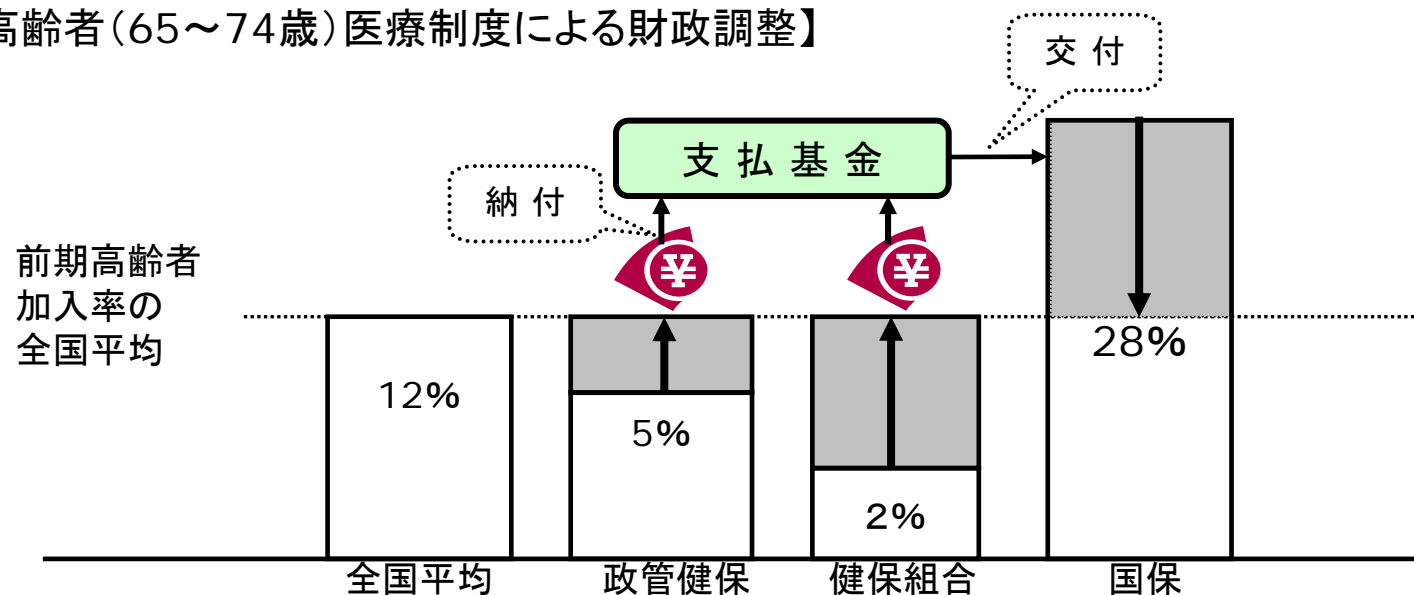 高齢者(65～74歳)医療制度による財政調整】
交 付
支 払 基 金
納 付
¥
¥
前期高齢者
加入率の
全国平均
12%
5%
2%
28%
全国平均
政管健保
健保組合
国保